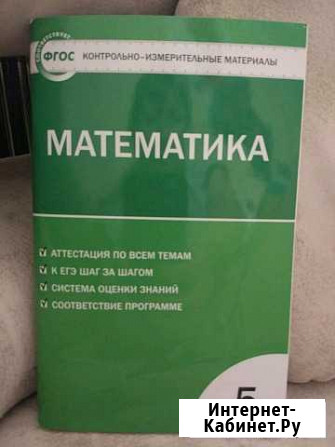 СООТВЕТСТВУЕТ
ФГОС
КОНТРОЛЬНО-ИЗМЕРИТЕЛЬНЫЕ МАТЕРИАЛЫ
МАТЕМАТИКА
АТТЕСТАЦИЯ ПО ВСЕМ ТЕМАМ
К ЕГЭ ШАГ ЗА ШАГОМ
СИСТЕМА ОЦЕНКИ ЗНАНИЙ
СООТВЕТСТВИЕ ПРОГРАММЕ
5
Интернет-
Кабинет.Ру